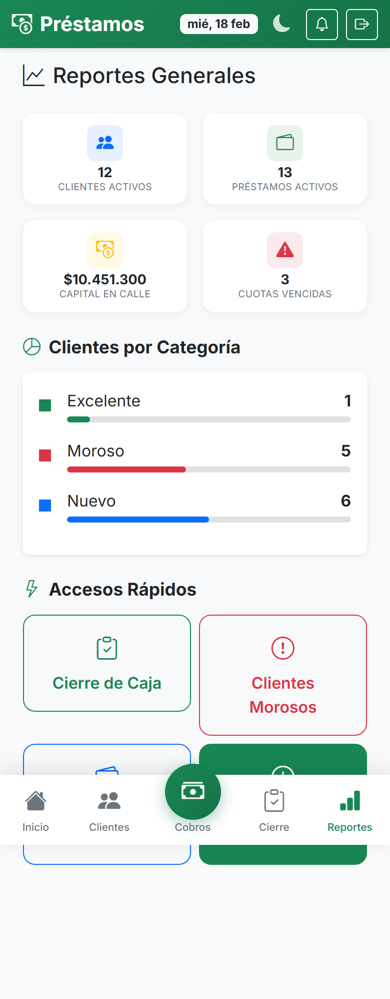 Préstamos
mié, 18 feb
Reportes Generales
12
CLIENTES ACTIVOS
13
PRÉSTAMOS ACTIVOS
$10.451.300
CAPITAL EN CALLE
3
CUOTAS VENCIDAS
Clientes por Categoría
Excelente 1
Moroso 5
Nuevo 6
Accesos Rápidos
Cierre de Caja
Clientes
Morosos
Inicio
Clientes
Cobros
Cierre
Reportes